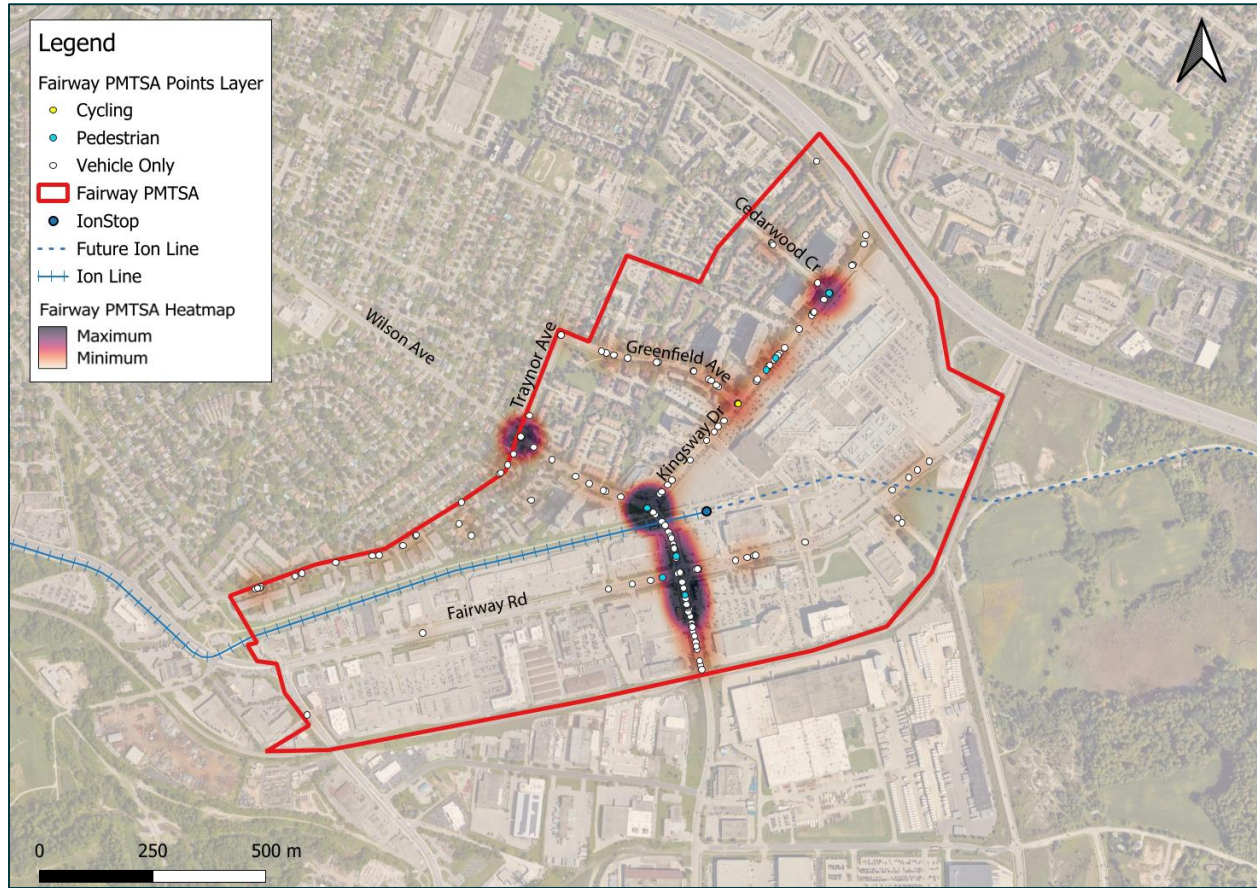 Legend
Fairway PMTSA Points Layer
Cycling
Pedestrian
Vehicle Only
Fairway PMTSA
IonStop
Future Ion Line
Ion Line
Fairway PMTSA Heatmap
Maximum
Minimum
Cedarwood Cr
Wilson Ave
Traynor Ave
Greenfield Ave
Kingsway Dr
Fairway Rd
0 250 500 m